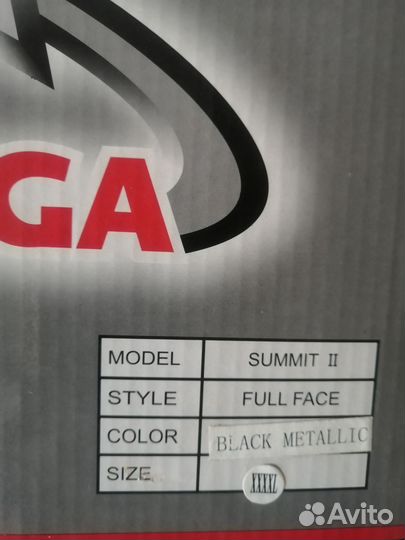 GA
MODEL SUMMIT II
STYLE FULL FACE
COLOR BLACK METALLIC
SIZE XXXXL
Avito